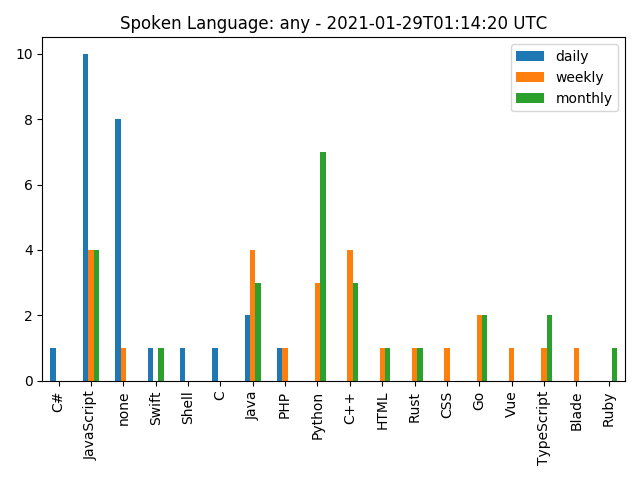 Spoken Language: any - 2021-01-29T01:14:20 UTC
daily
weekly
monthly
10
8
6
4
2
0
C#
JavaScript
none
Swift
Shell
C
Java
PHP
Python
C++
HTML
Rust
CSS
Go
Vue
TypeScript
Blade
Ruby